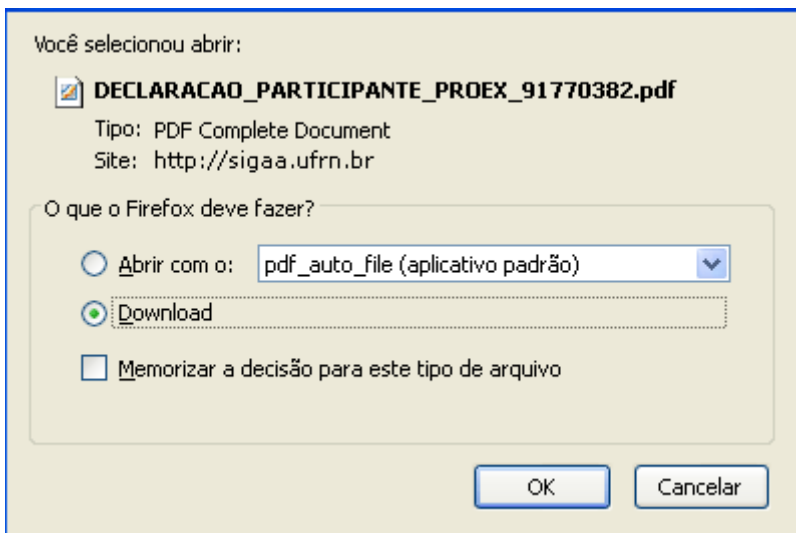 Você selecionou abrir:
DECLARACAO_PARTICIPANTE_PROEX_91770382.pdf
Tipo: PDF Complete Document
Site: http://sigaa.ufrn.br
O que o Firefox deve fazer?
Abrir com o: pdf_auto_file (aplicativo padrão)
Download
Memorizar a decisão para este tipo de arquivo
OK Cancelar